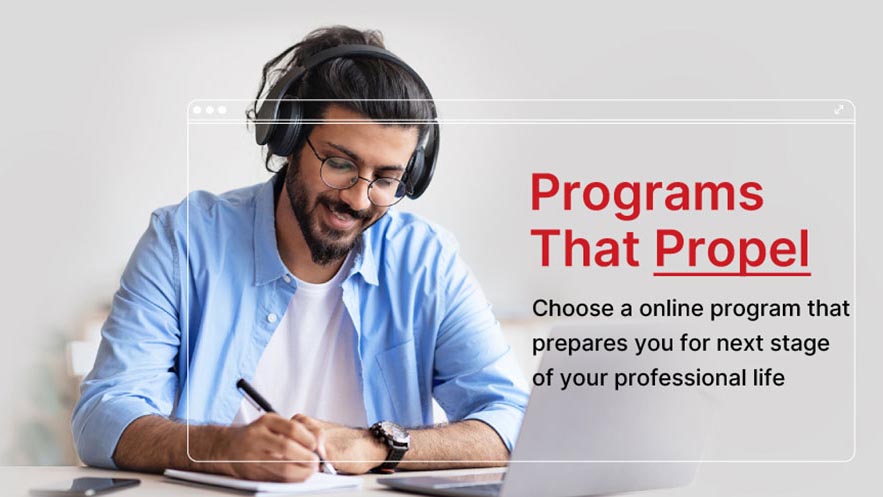 Programs
That Propel
Choose a online program that
prepares you for next stage
of your professional life